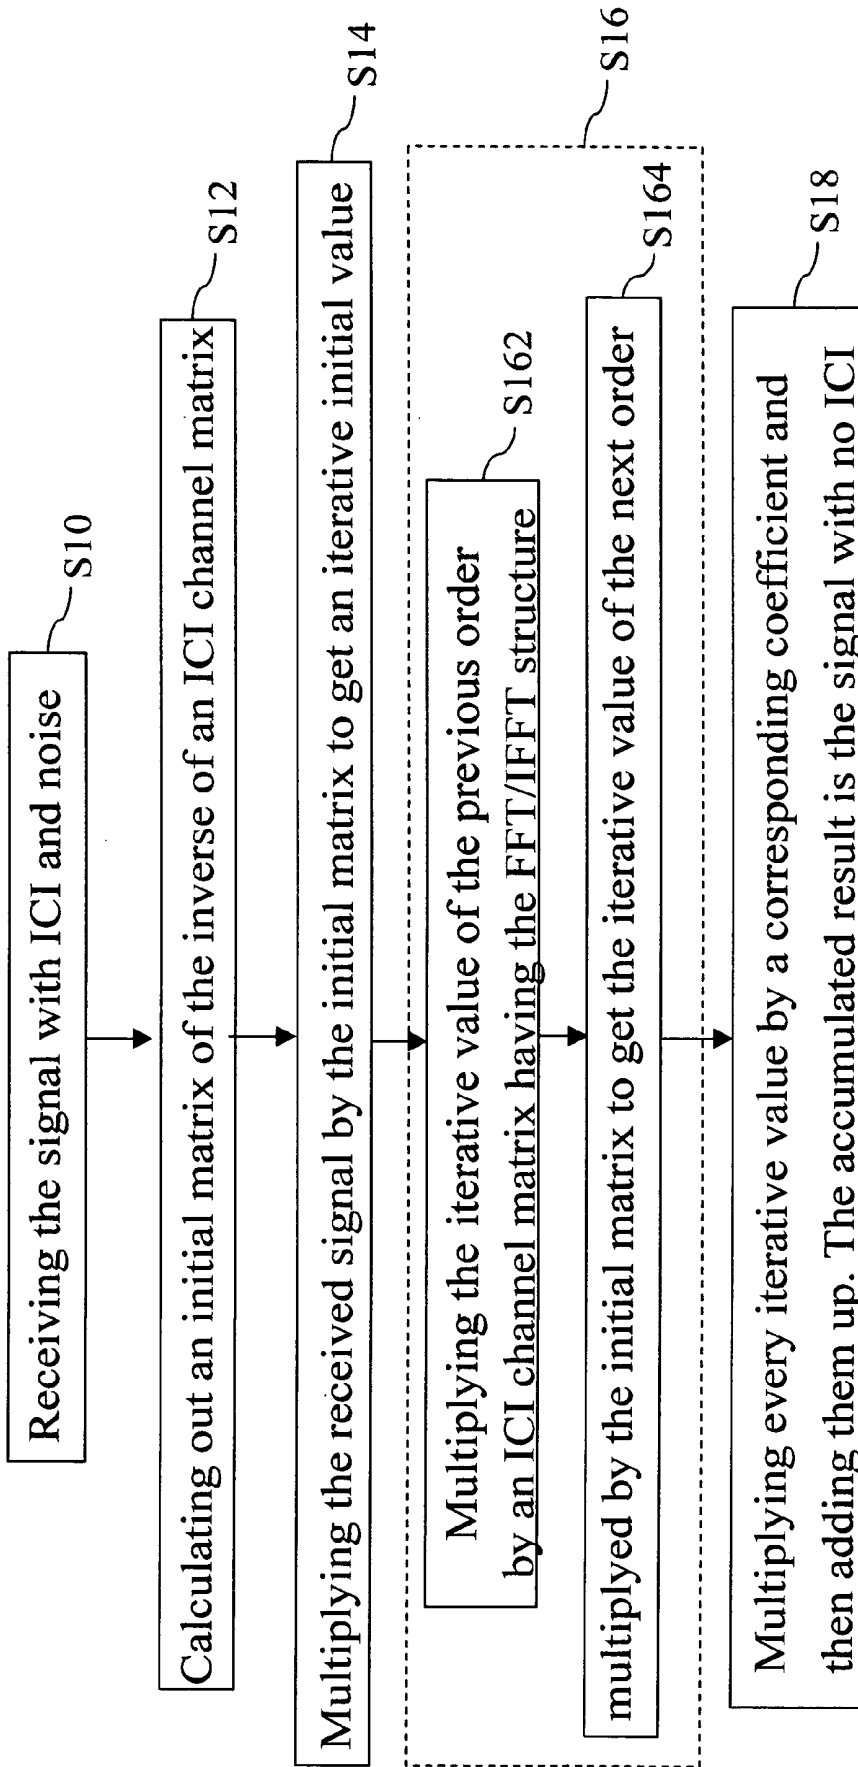 Receiving the signal with ICI and noise
S10
Calculating out an initial matrix of the inverse of an ICI channel matrix
S12
Multiplying the received signal by the initial matrix to get an iterative initial value
S14
Multiplying the iterative value of the previous order
by an ICI channel matrix having the FFT/IFFT structure
S162
multiplyed by the initial matrix to get the iterative value of the next order
S164
S16
Multiplying every iterative value by a corresponding coefficient and
then adding them up. The accumulated result is the signal with no ICI
S18